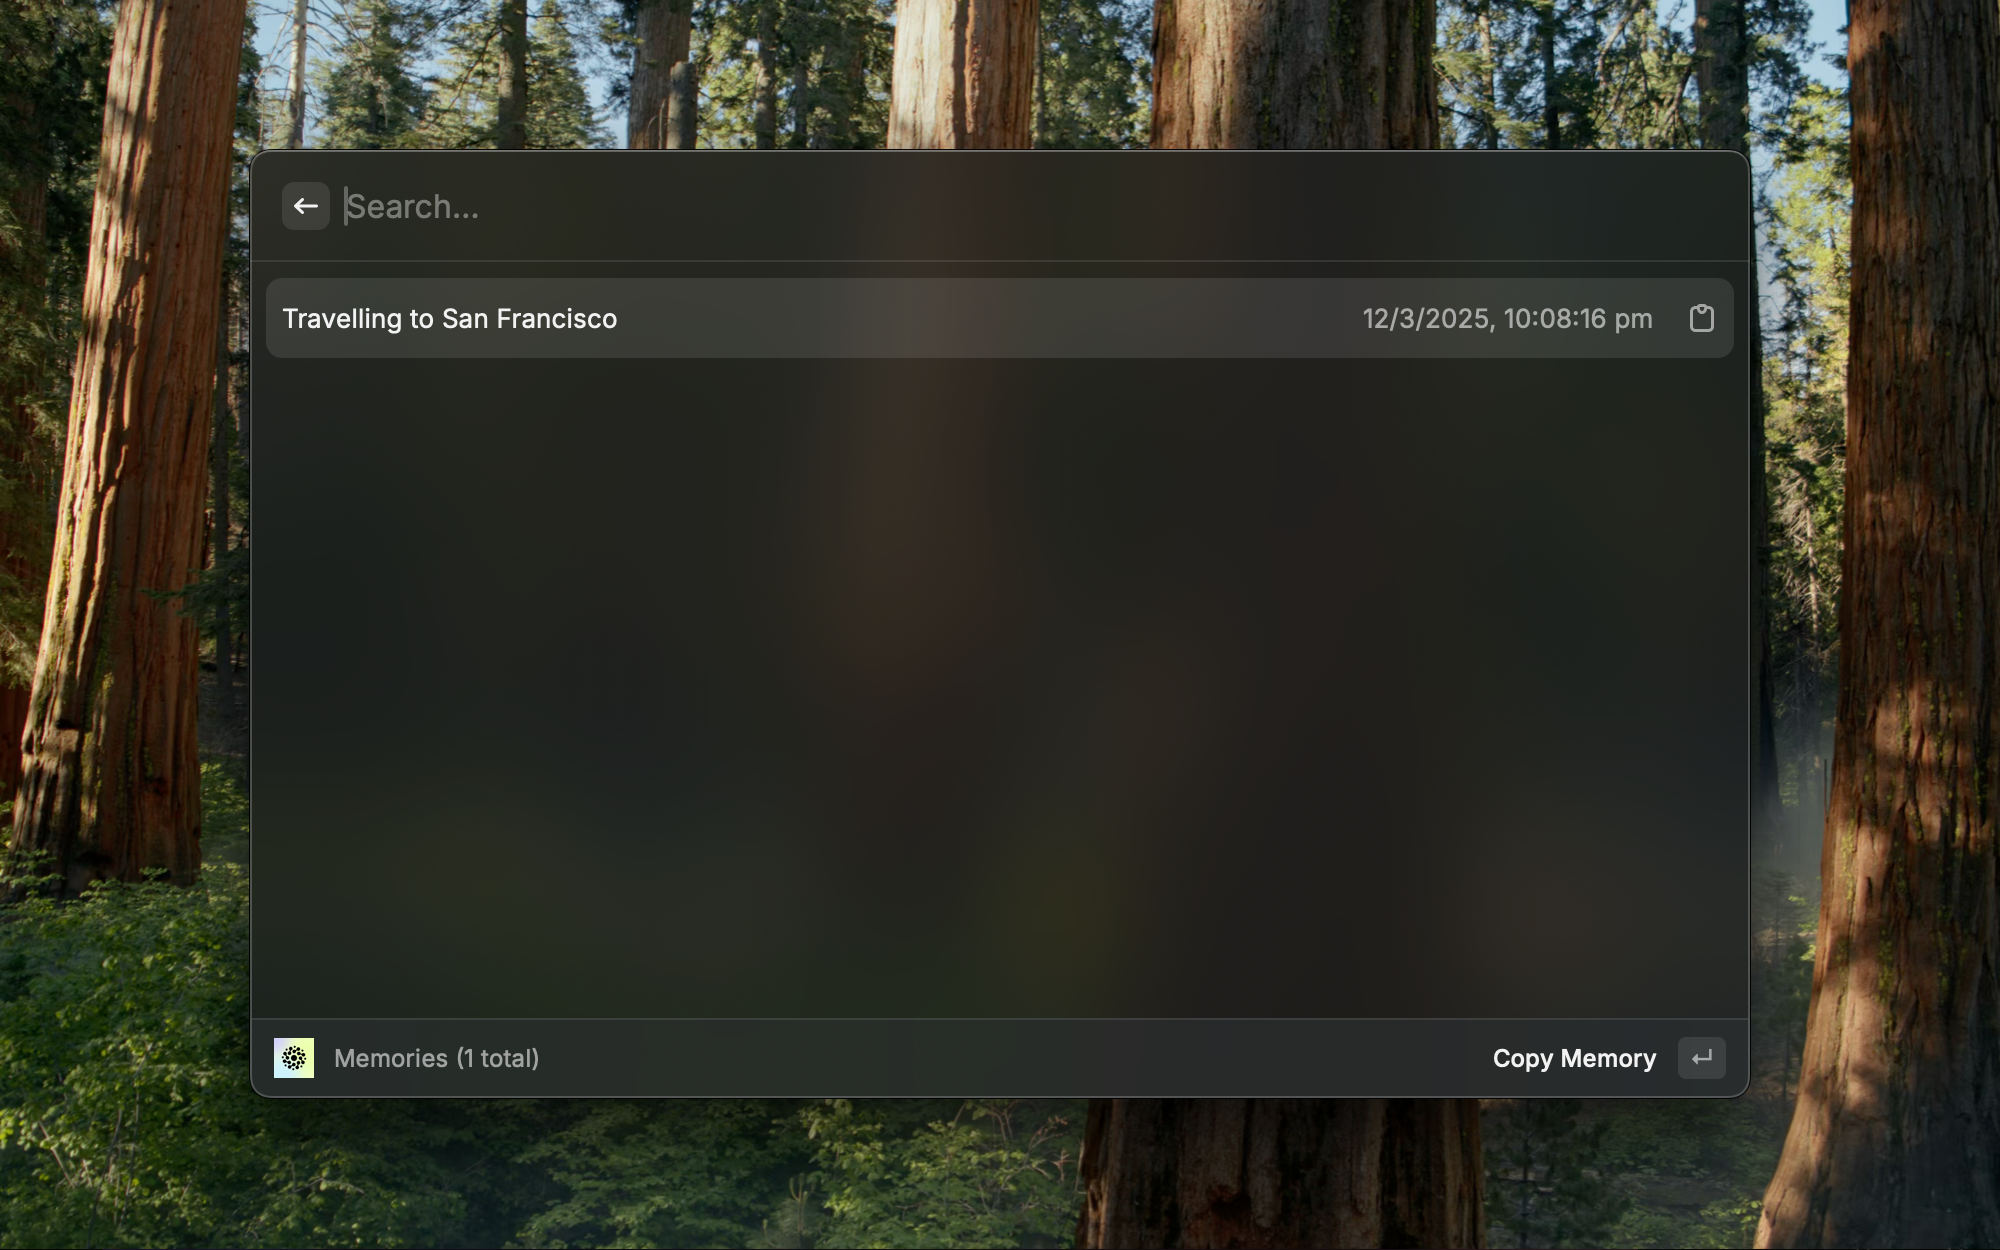 Search...
Travelling to San Francisco 12/3/2025, 10:08:16 pm
Memories (1 total) Copy Memory